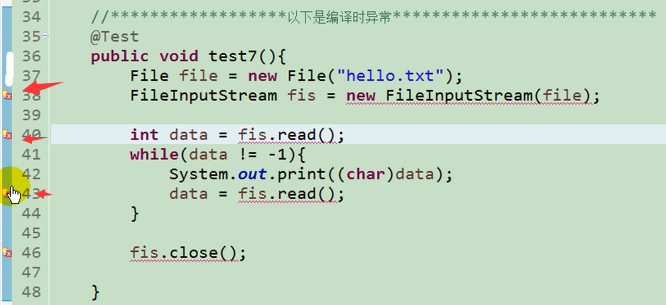 34 //******************以下是编译时异常***************************
35 @Test
36 public void test7(){
37 File file = new File("hello.txt");
38 FileInputStream fis = new FileInputStream(file);
39
40 int data = fis.read();
41 while(data != -1){
42 System.out.print((char)data);
43 data = fis.read();
44 }
45
46 fis.close();
47
48 }